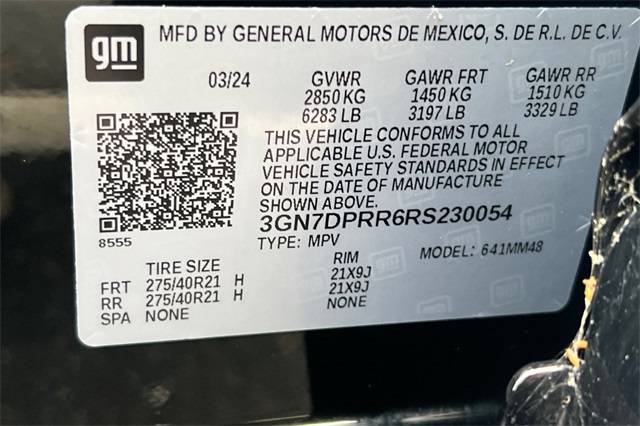 gm
MFD BY GENERAL MOTORS DE MEXICO, S. DE R.L. DE C.V.
03/24 GVWR GAWR FRT GAWR RR
2850 KG 1450 KG 1510 KG
6283 LB 3197 LB 3329 LB
THIS VEHICLE CONFORMS TO ALL
APPLICABLE U.S. FEDERAL MOTOR
VEHICLE SAFETY STANDARDS IN EFFECT
ON THE DATE OF MANUFACTURE
SHOWN ABOVE.
3GN7DPRR6RS230054
8555
TYPE: MPV MODEL: 641MM48
TIRE SIZE RIM
FRT 275/40R21 H 21X9J
RR 275/40R21 H 21X9J
SPA NONE NONE